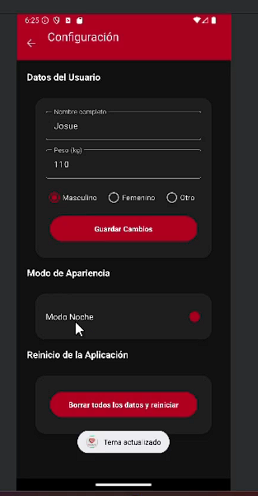 6:25
Configuración
Datos del Usuario
Nombre completo
Josue
Peso (kg)
110
Masculino Femenino Otro
Guardar Cambios
Modo de Apariencia
Modo Noche
Reinicio de la Aplicación
Borrar todos los datos y reiniciar
Tema actualizado